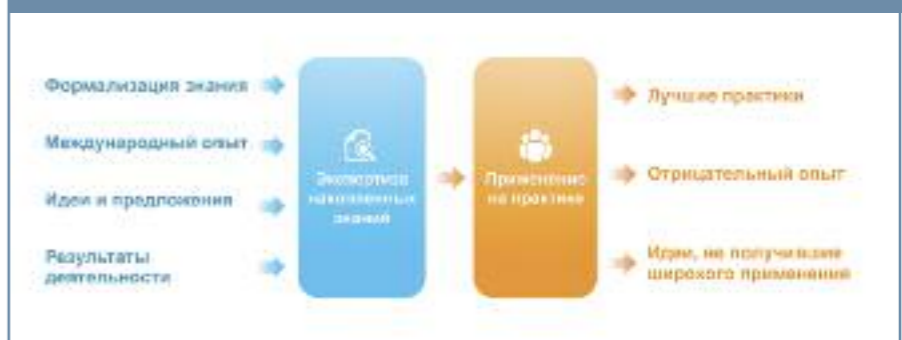 Формализация знания
Международный опыт
Идеи и предложения
Результаты
деятельности
Экспертиза
накопленных
знаний
Применение
на практике
Лучшие практики
Отрицательный опыт
Идеи, не получившие
широкого применения